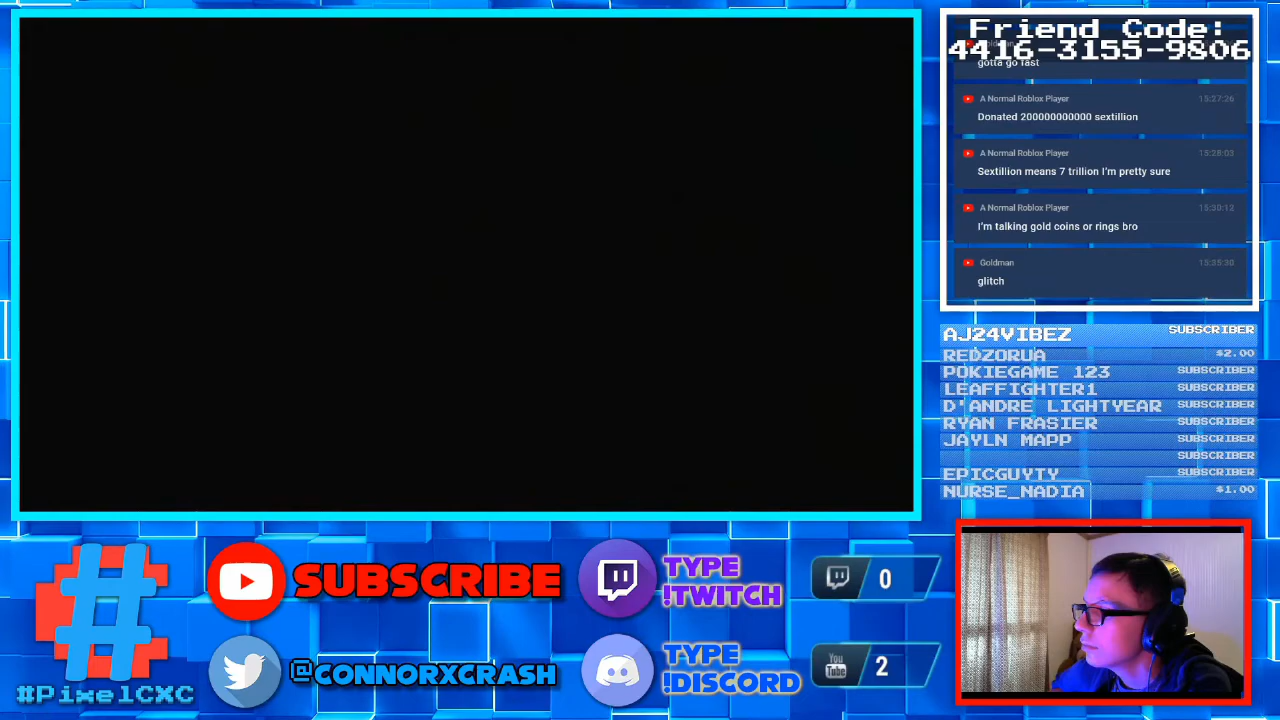 Friend Code:
4416-3155-9806
gotta go fast
A Normal Roblox Player 15:27:26
Donated 200000000000 sextillion
A Normal Roblox Player 15:28:03
Sextillion means 7 trillion I'm pretty sure
A Normal Roblox Player 15:30:12
I'm talking gold coins or rings bro
Goldman 15:35:30
glitch
AJ24VIBEZ SUBSCRIBER
REDZORUA $2.00
POKIEGAME 123 SUBSCRIBER
LEAFFIGHTER1 SUBSCRIBER
D'ANDRE LIGHTYEAR SUBSCRIBER
RYAN FRASIER SUBSCRIBER
JAYLN MAPP SUBSCRIBER
SUBSCRIBER
EPICGUYTY SUBSCRIBER
NURSE_NADIA $1.00
#
#PixelCXC
SUBSCRIBE
@CONNORXCRASH
TYPE
!TWITCH
TYPE
!DISCORD
0
You
Tube
2